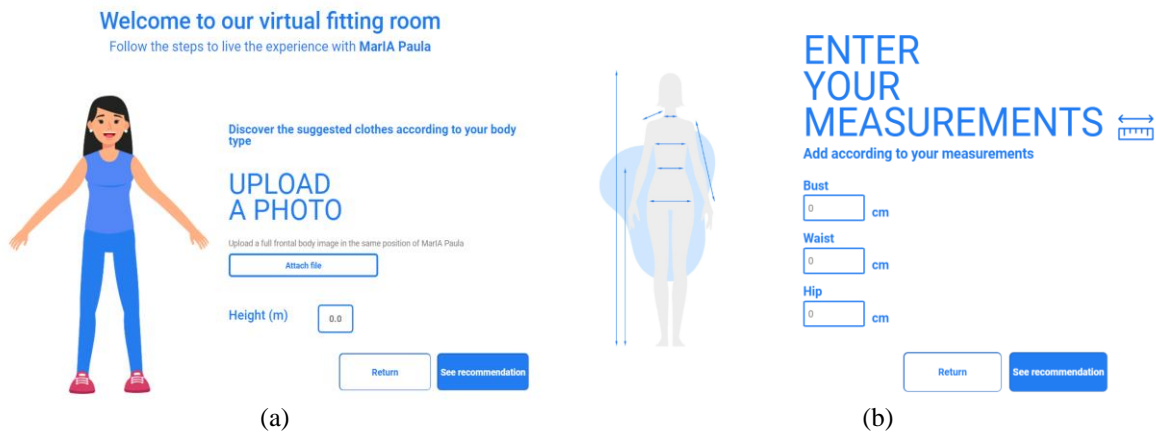 Welcome to our virtual fitting room
Follow the steps to live the experience with MarIA Paula
Discover the suggested clothes according to your body
type
UPLOAD
A PHOTO
Upload a full frontal body image in the same position of MarIA Paula
Attach file
Height (m)
0.0
Return
See recommendation
(a)
ENTER
YOUR
MEASUREMENTS
Add according to your measurements
Bust
0
cm
Waist
0
cm
Hip
0
cm
Return
See recommendation
(b)